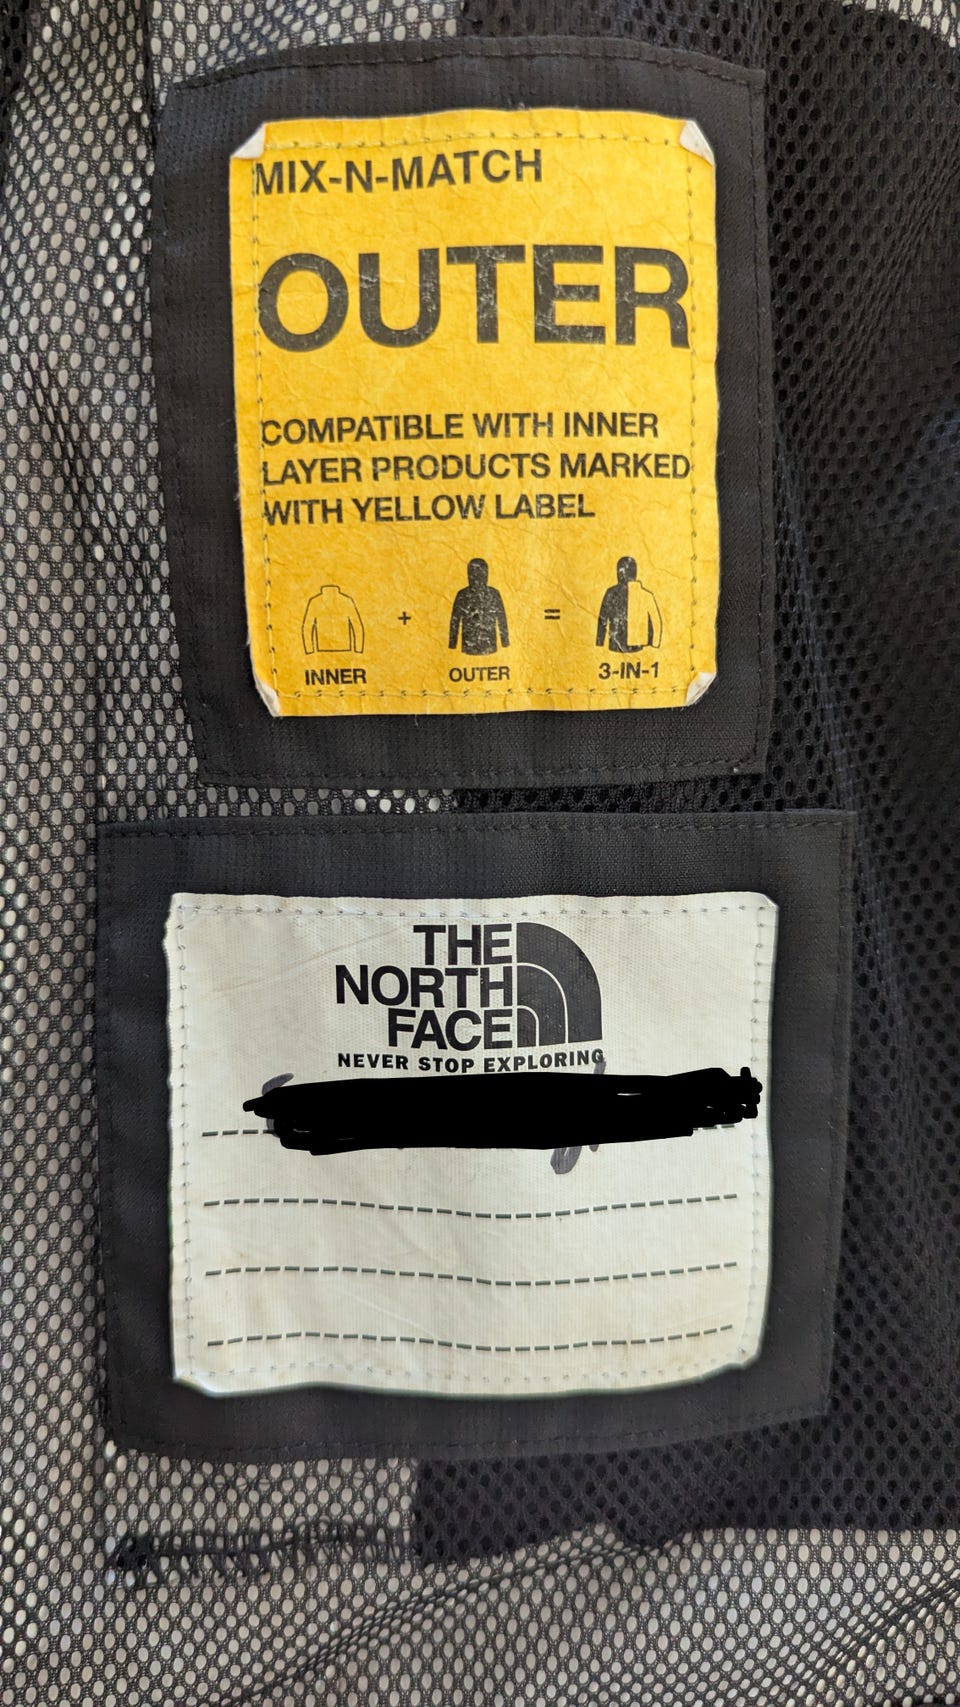 MIX-N-MATCH
OUTER
COMPATIBLE WITH INNER
LAYER PRODUCTS MARKED
WITH YELLOW LABEL
+ =
INNER OUTER 3-IN-1
THE
NORTH
FACE
NEVER STOP EXPLORING